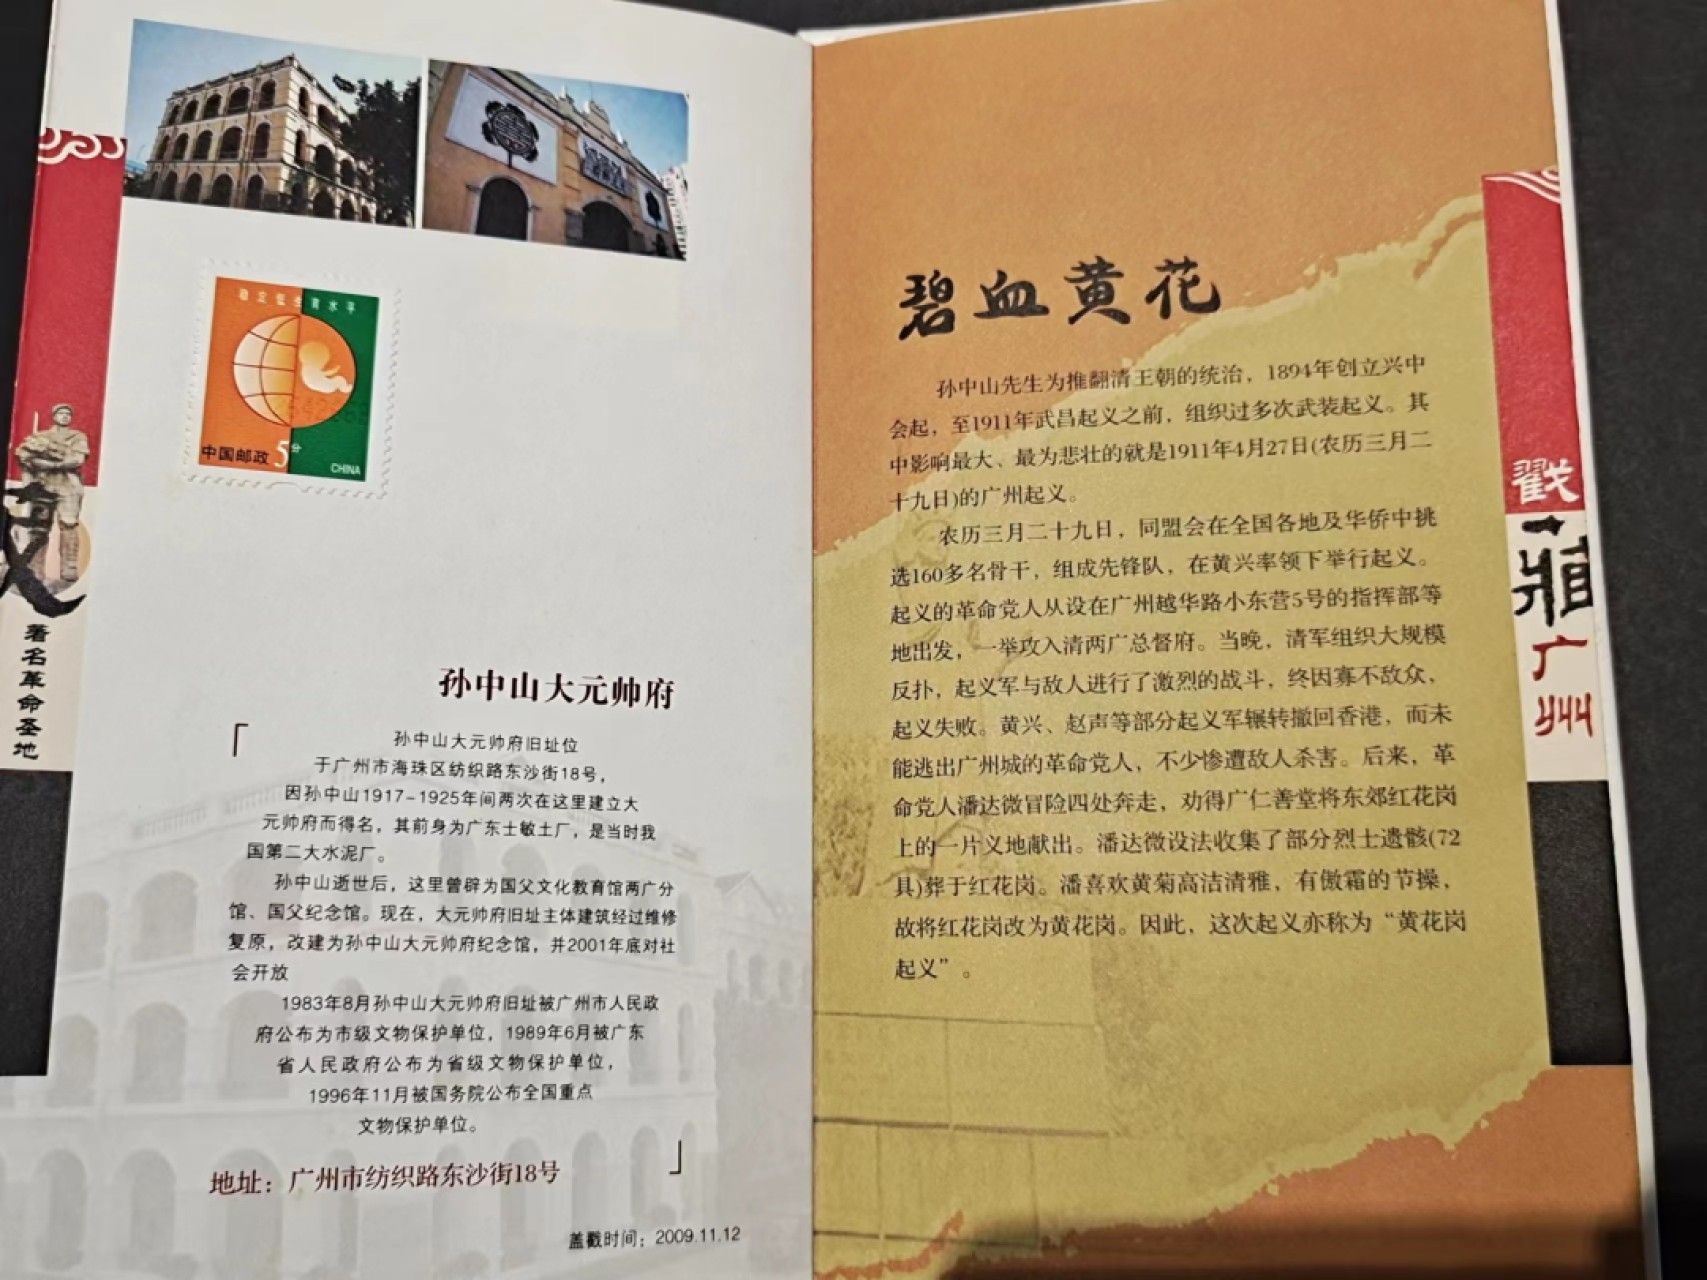 稳定低生育水平
中国邮政 5分
CHINA
著名革命圣地
孙中山大元帅府
「
孙中山大元帅府旧址位
于广州市海珠区纺织路东沙街18号，
因孙中山1917-1925年间两次在这里建立大
元帅府而得名，其前身为广东士敏土厂，是当时我
国第二大水泥厂。
孙中山逝世后，这里曾辟为国父文化教育馆两广分
馆、国父纪念馆。现在，大元帅府旧址主体建筑经过维修
复原，改建为孙中山大元帅府纪念馆，并2001年底对社
会开放
1983年8月孙中山大元帅府旧址被广州市人民政
府公布为市级文物保护单位，1989年6月被广东
省人民政府公布为省级文物保护单位，
1996年11月被国务院公布全国重点
文物保护单位。
」
地址：广州市纺织路东沙街18号
盖戳时间：2009.11.12
碧血黄花
孙中山先生为推翻清王朝的统治，1894年创立兴中
会起，至1911年武昌起义之前，组织过多次武装起义。其
中影响最大、最为悲壮的就是1911年4月27日(农历三月二
十九日)的广州起义。
农历三月二十九日，同盟会在全国各地及华侨中挑
选160多名骨干，组成先锋队，在黄兴率领下举行起义。
起义的革命党人从设在广州越华路小东营5号的指挥部等
地出发，一举攻入清两广总督府。当晚，清军组织大规模
反扑，起义军与敌人进行了激烈的战斗，终因寡不敌众，
起义失败。黄兴、赵声等部分起义军辗转撤回香港，而未
能逃出广州城的革命党人，不少惨遭敌人杀害。后来，革
命党人潘达微冒险四处奔走，劝得广仁善堂将东郊红花岗
上的一片义地献出。潘达微设法收集了部分烈士遗骸(72
具)葬于红花岗。潘喜欢黄菊高洁清雅，有傲霜的节操，
故将红花岗改为黄花岗。因此，这次起义亦称为“黄花岗
起义”。
戳藏广州